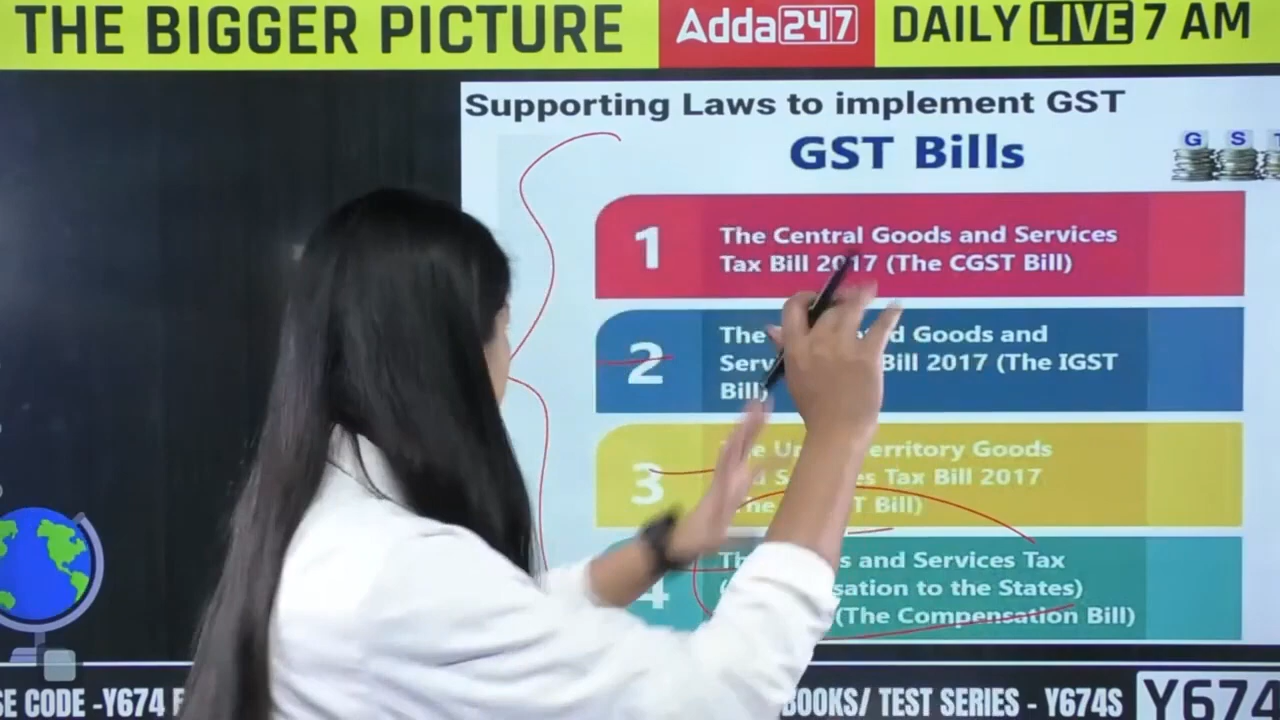 THE BIGGER PICTURE
Adda247
DAILY LIVE 7 AM
Supporting Laws to implement GST
GST Bills
G S T
1
The Central Goods and Services
Tax Bill 2017 (The CGST Bill)
2
The Goods and
Bill 2017 (The IGST
Bill)
3
Territory Goods
Tax Bill 2017
Bill)
4
and Services Tax
to the States)
(The Compensation Bill)
SE CODE -Y674
BOOKS/ TEST SERIES - Y674S
Y674